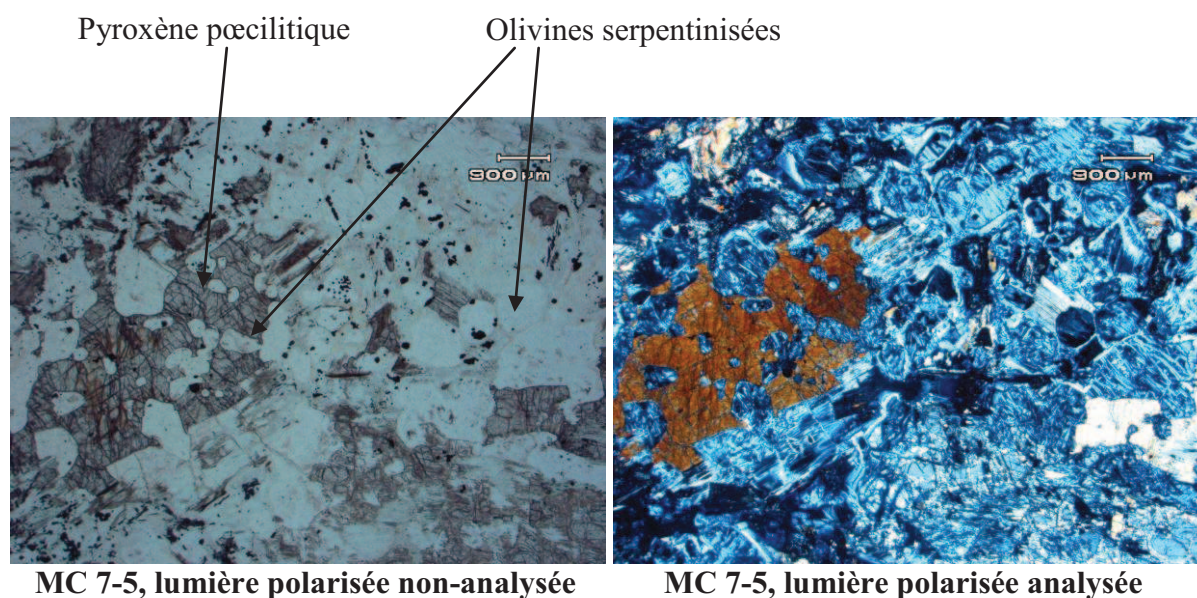 Pyroxène pœcilitique
Olivines serpentinisées
900 µm
900 µm
MC 7-5, lumière polarisée non-analysée
MC 7-5, lumière polarisée analysée